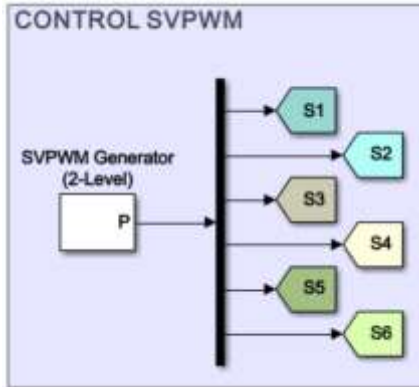 CONTROL SVPWM
SVPWM Generator
(2-Level)
P
S1
S2
S3
S4
S5
S6